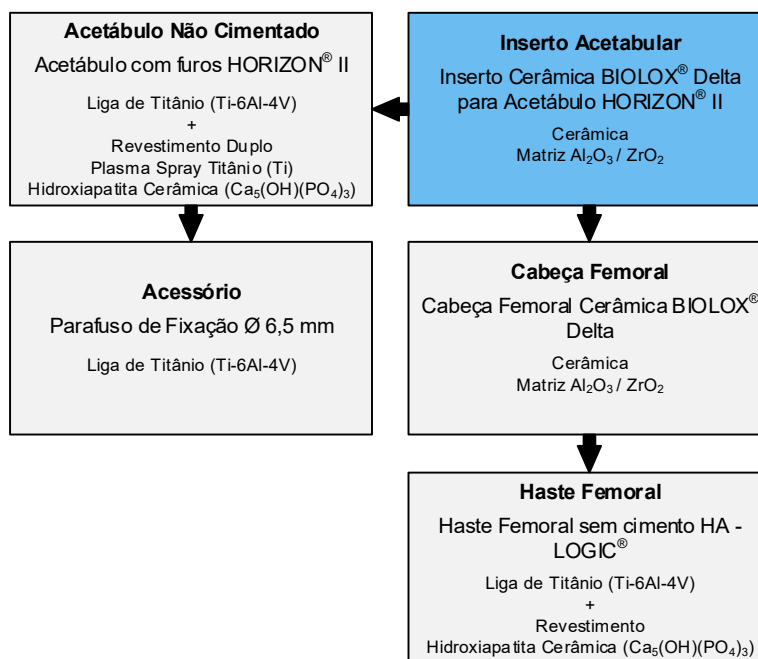 Acetábulo Não Cimentado
Acetábulo com furos HORIZON® II
Liga de Titânio (Ti-6Al-4V)
+
Revestimento Duplo
Plasma Spray Titânio (Ti)
Hidroxiapatita Cerâmica (Ca₅(OH)(PO₄)₃)
Inserto Acetabular
Inserto Cerâmica BIOLOX® Delta
para Acetábulo HORIZON® II
Cerâmica
Matriz Al₂O₃ / ZrO₂
Acessório
Parafuso de Fixação Ø 6,5 mm
Liga de Titânio (Ti-6Al-4V)
Cabeça Femoral
Cabeça Femoral Cerâmica BIOLOX®
Delta
Cerâmica
Matriz Al₂O₃ / ZrO₂
Haste Femoral
Haste Femoral sem cimento HA -
LOGIC®
Liga de Titânio (Ti-6Al-4V)
+
Revestimento
Hidroxiapatita Cerâmica (Ca₅(OH)(PO₄)₃)